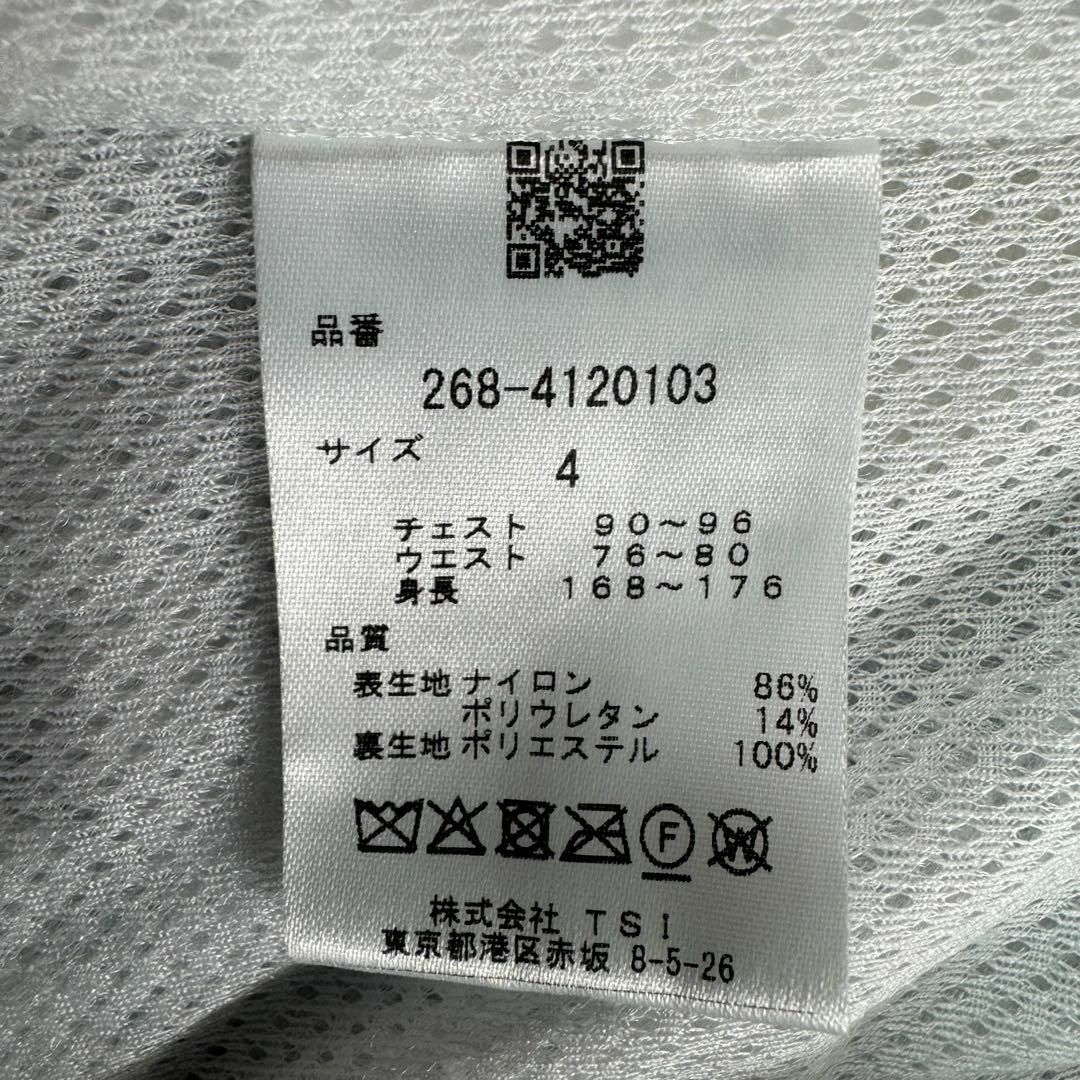 品番
268-4120103
サイズ 4
チェスト 90～96
ウエスト 76～80
身長 168～176
品質
表生地 ナイロン 86%
ポリウレタン 14%
裏生地 ポリエステル 100%
F W
株式会社 TSI
東京都港区赤坂 8-5-26